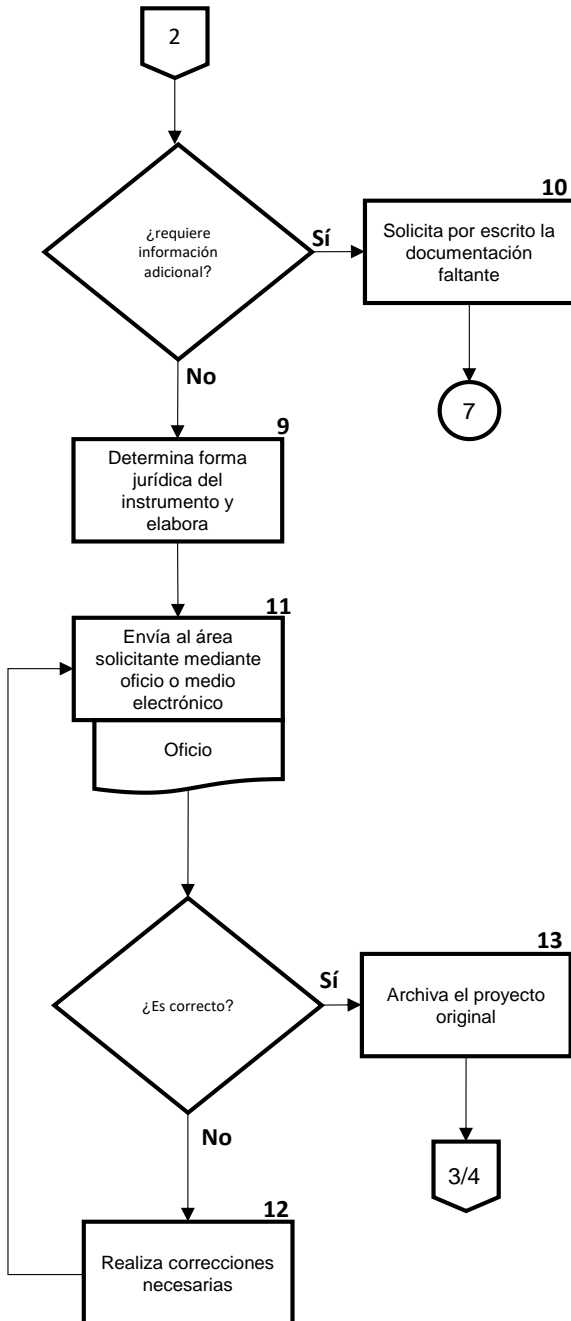 2
10
¿requiere
información
adicional?
Sí
Solicita por escrito la
documentación
faltante
No
7
9
Determina forma
jurídica del
instrumento y
elabora
11
Envía al área
solicitante mediante
oficio o medio
electrónico
Oficio
13
Sí
¿Es correcto?
Archiva el proyecto
original
No
3/4
12
Realiza correcciones
necesarias